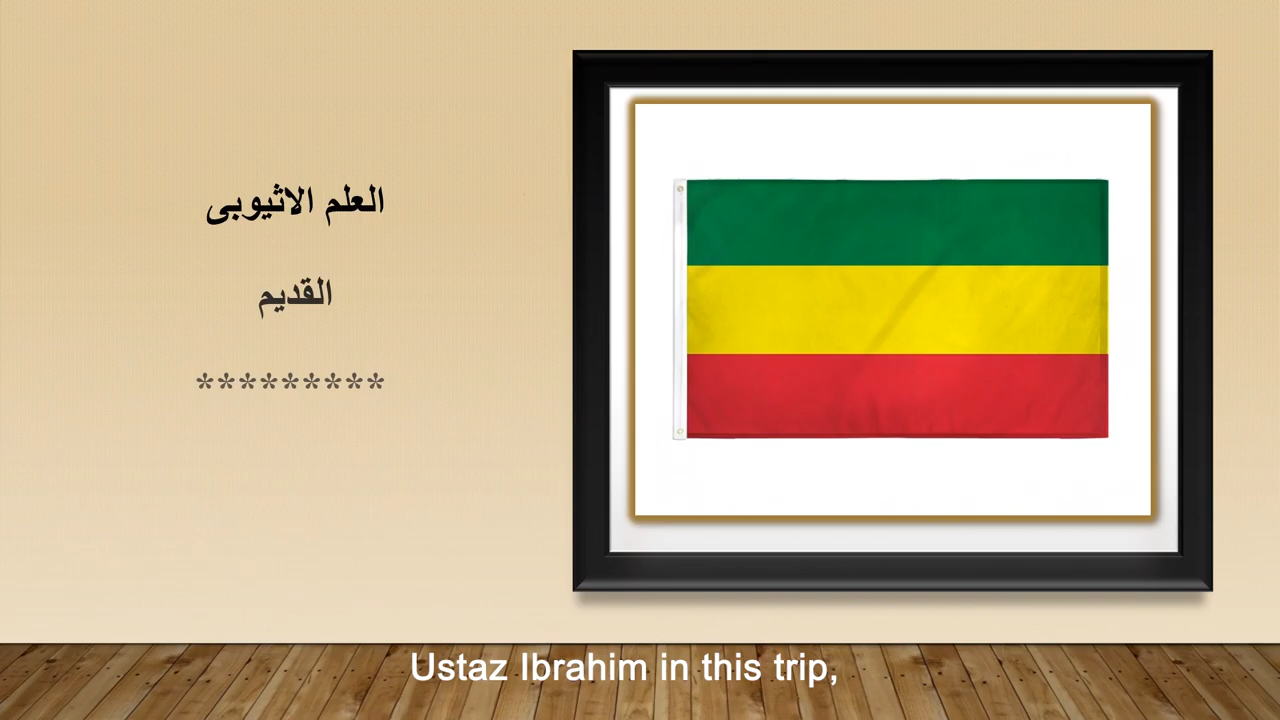 العلم الاثيوبى
القديم
*********
Ustaz Ibrahim in this trip,